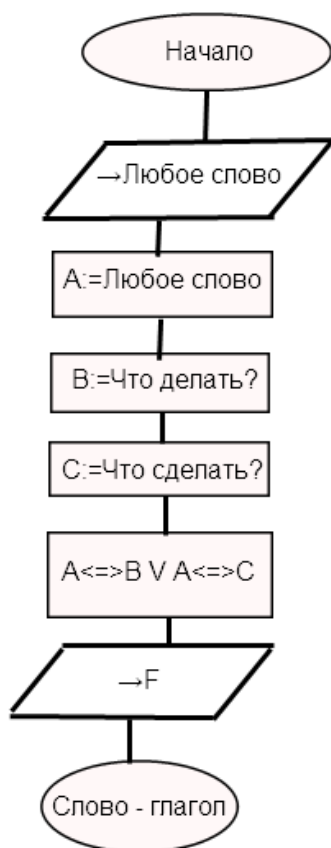 Начало
→Любое слово
A:=Любое слово
B:=Что делать?
C:=Что сделать?
A<=>B V A<=>C
→F
Слово - глагол